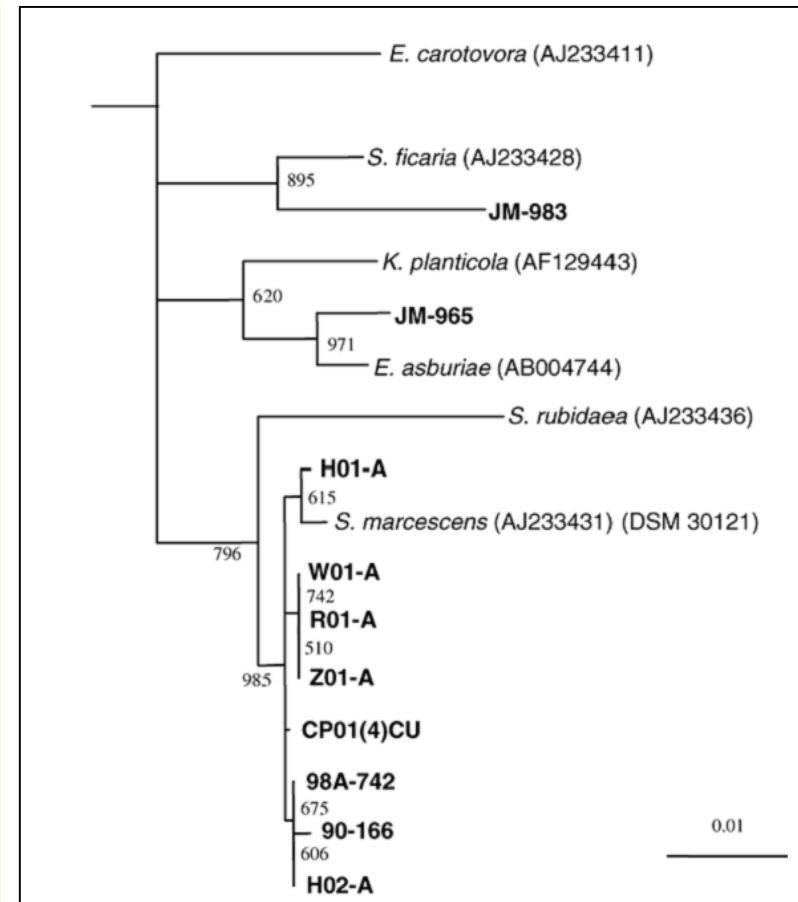 E. carotovora (AJ233411)
S. ficaria (AJ233428)
895
JM-983
K. planticola (AF129443)
620
JM-965
971
E. asburiae (AB004744)
S. rubidaea (AJ233436)
H01-A
615
S. marcescens (AJ233431) (DSM 30121)
796
W01-A
742
R01-A
510
Z01-A
985
CP01(4)CU
98A-742
675
0.01
90-166
606
H02-A